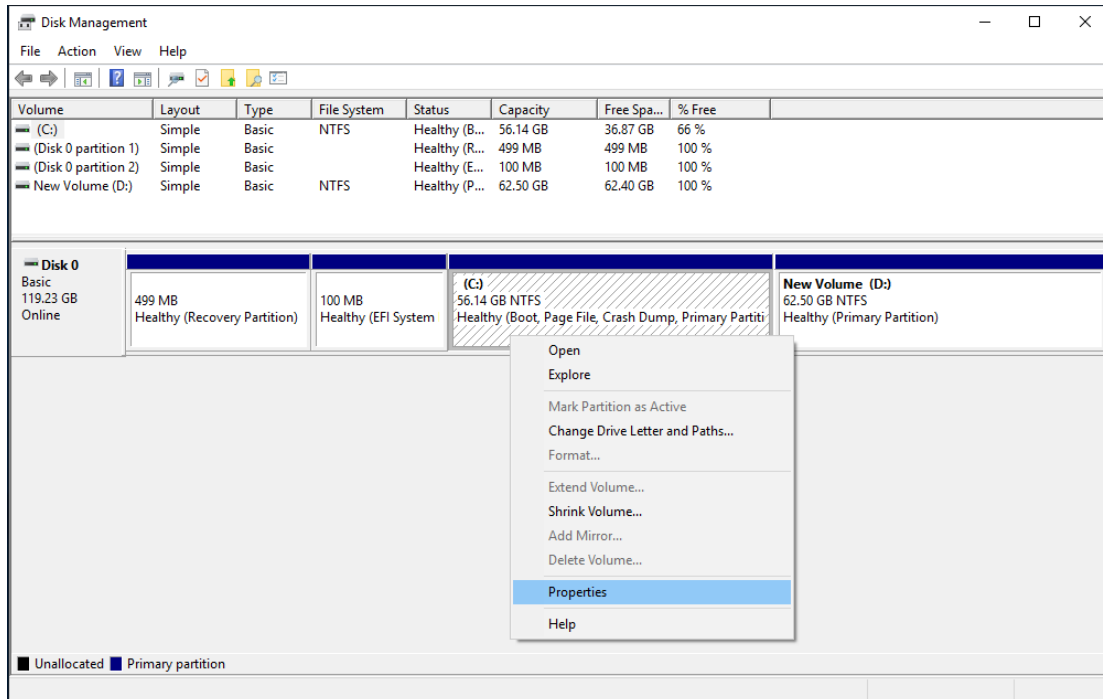 Disk Management
File Action View Help
Volume Layout Type File System Status Capacity Free Spa... % Free
(C:) Simple Basic NTFS Healthy (B... 56.14 GB 36.87 GB 66 %
(Disk 0 partition 1) Simple Basic Healthy (R... 499 MB 499 MB 100 %
(Disk 0 partition 2) Simple Basic Healthy (E... 100 MB 100 MB 100 %
New Volume (D:) Simple Basic NTFS Healthy (P... 62.50 GB 62.40 GB 100 %
Disk 0
Basic
119.23 GB
Online
499 MB
Healthy (Recovery Partition)
100 MB
Healthy (EFI System
(C:)
56.14 GB NTFS
Healthy (Boot, Page File, Crash Dump, Primary Partiti
New Volume (D:)
62.50 GB NTFS
Healthy (Primary Partition)
Open
Explore
Mark Partition as Active
Change Drive Letter and Paths...
Format...
Extend Volume...
Shrink Volume...
Add Mirror...
Delete Volume...
Properties
Help
Unallocated Primary partition